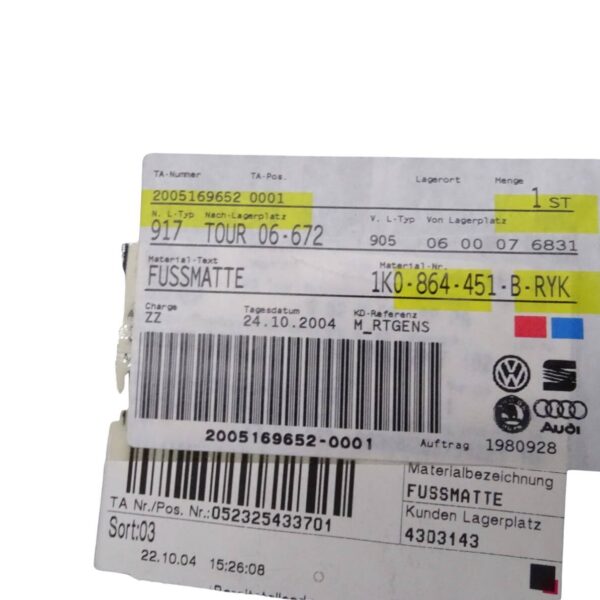 TA-Nummer TA-Pos. Lagerort Menge
2005169652 0001 1 ST
N. L-Typ Nach-Lagerplatz V. L-Typ Von Lagerplatz
917 TOUR 06-672 905 06 00 07 6831
Material-Text Material-Nr.
FUSSMATTE 1K0-864-451-B-RYK
Charge Tagesdatum KD-Referenz
ZZ 24.10.2004 M_RTGENS
2005169652-0001
Auftrag 1980928
Audi
Materialbezeichnung
FUSSMATTE
TA Nr./Pos. Nr.:052325433701
Kunden Lagerplatz
4303143
Sort:03
22.10.04 15:26:08